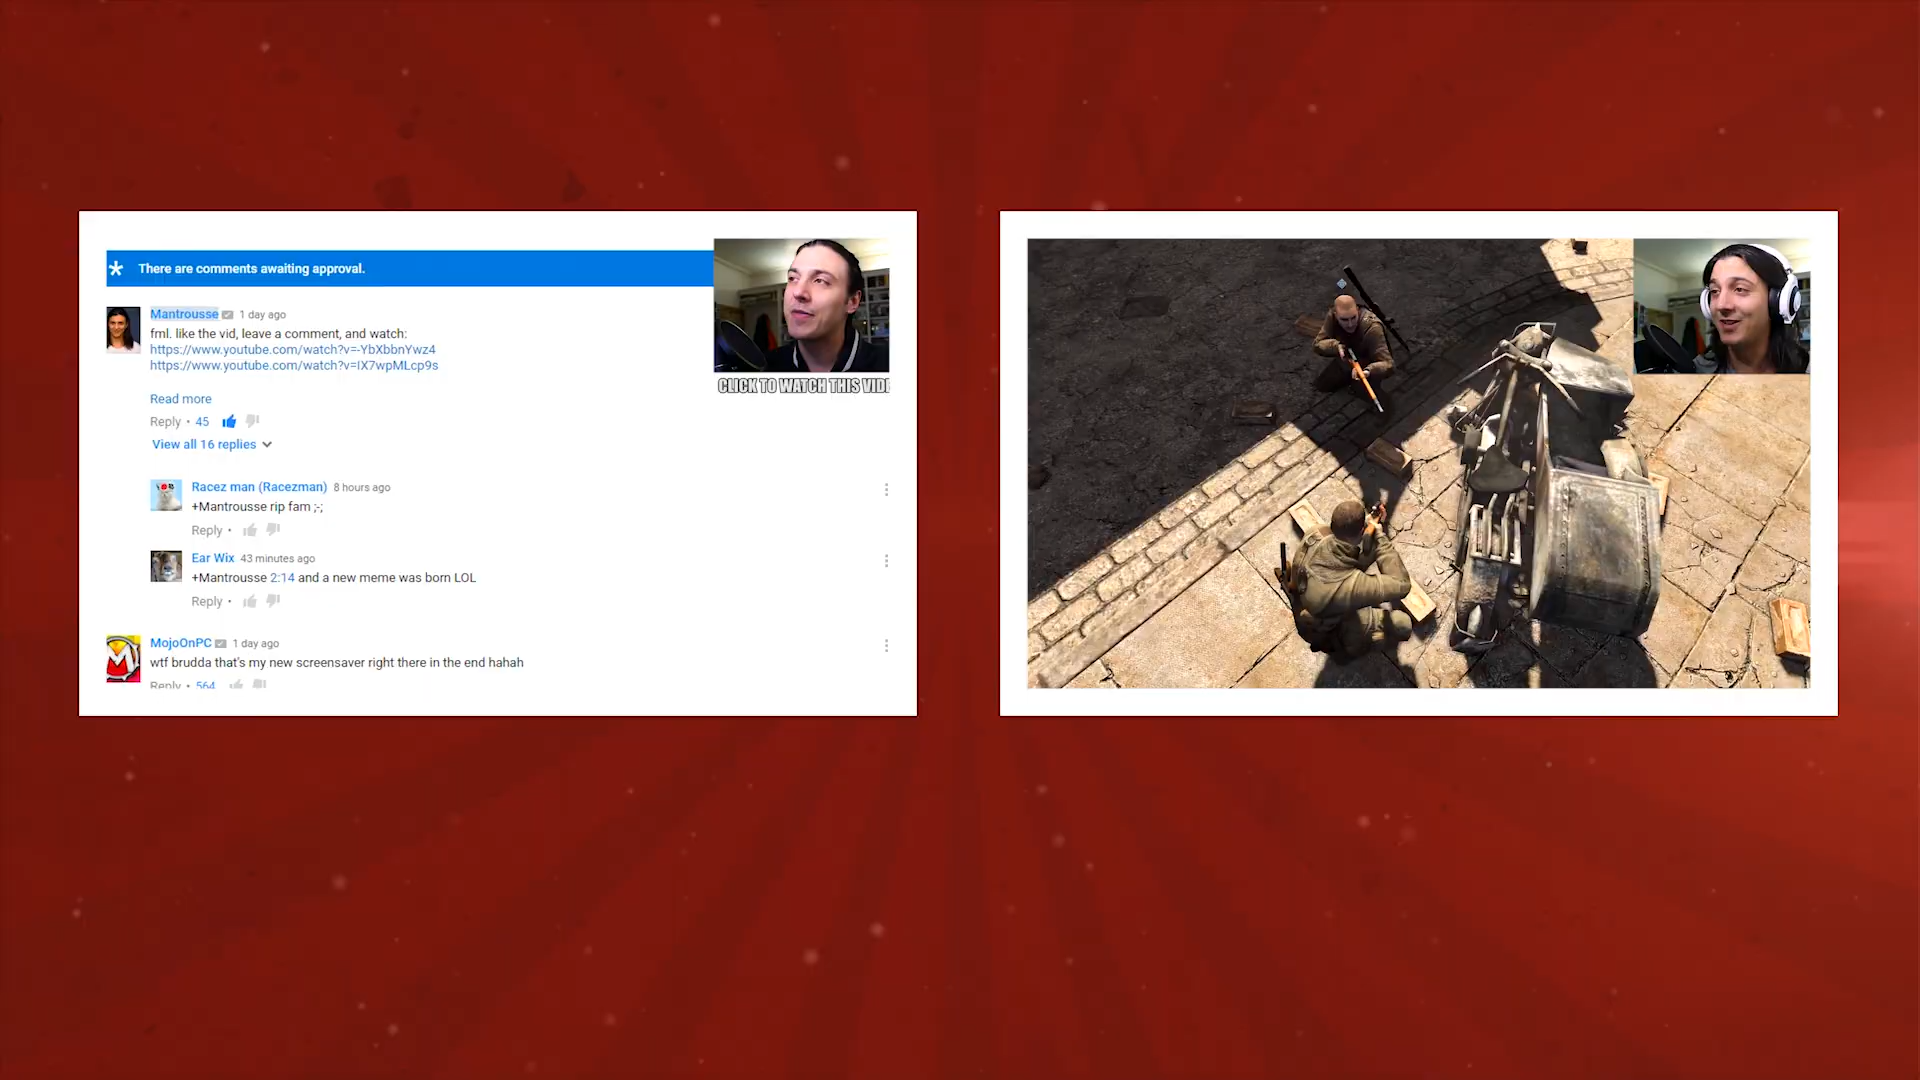 There are comments awaiting approval.
Mantrousse 1 day ago
fml. like the vid, leave a comment, and watch:
https://www.youtube.com/watch?v=-YbXbbnYwz4
https://www.youtube.com/watch?v=IX7wpMLcp9s
CLICK TO WATCH THIS VIDE
Read more
Reply • 45
View all 16 replies
Racez man (Racezman) 8 hours ago
+Mantrousse rip fam ;-;
Reply •
Ear Wix 43 minutes ago
+Mantrousse 2:14 and a new meme was born LOL
Reply •
MojoOnPC 1 day ago
wtf brudda that's my new screensaver right there in the end hahah
Reply • 564